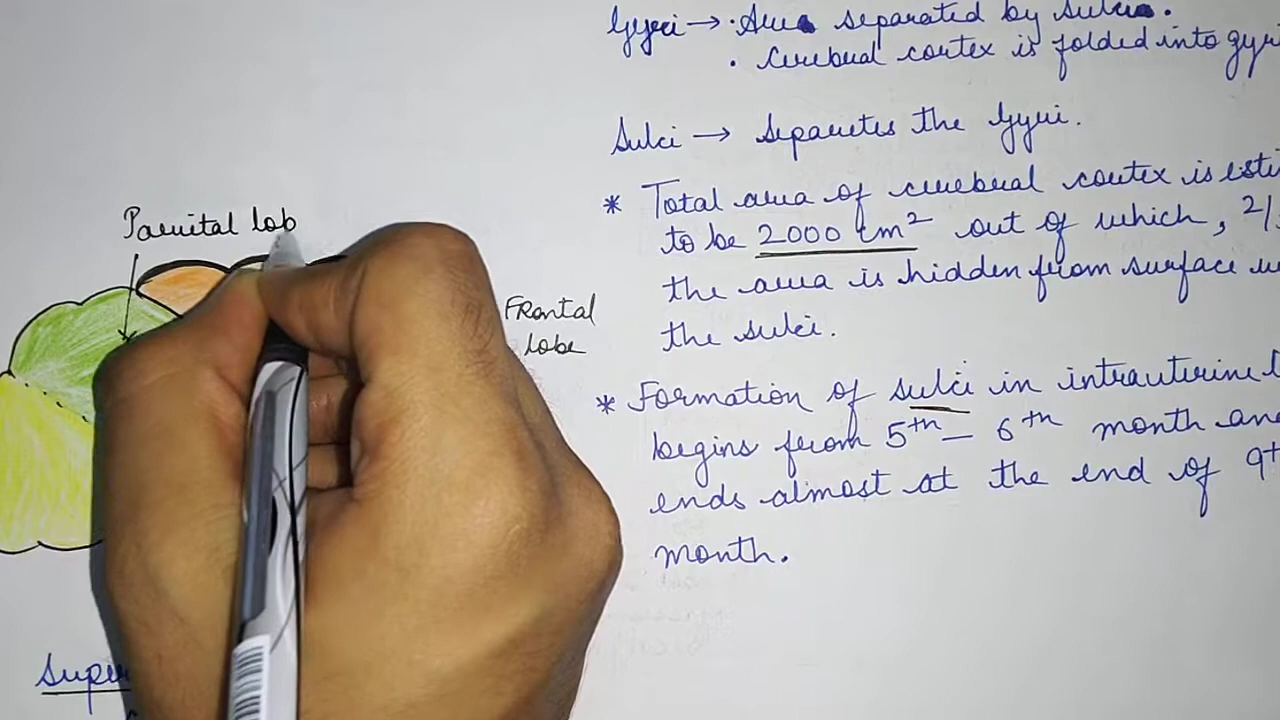 Gyri → • Area separated by sulcus.
• Cerebral cortex is folded into gyri
Sulci → Separetes the Gyri.
* Total area of cerebral cortex is esti
to be 2000 cm² out of which, 2/3
the area is hidden from surface w
the sulci.
* Formation of sulci in intrauterine l
begins from 5th – 6th month and
ends almost at the end of 9th
month.
Parital lob
Frontal
lobe
Super